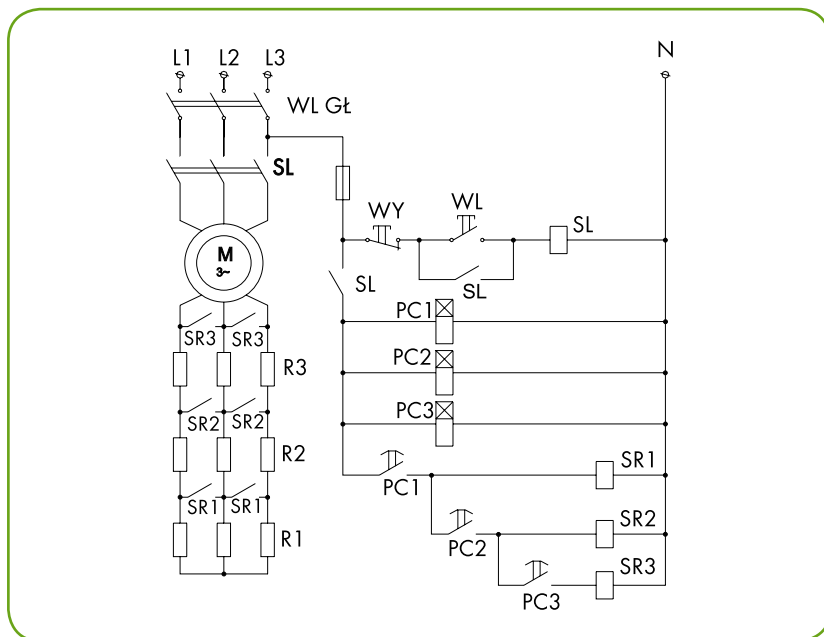 L1 L2 L3 N
WŁ GŁ
SL
WY WL SL
M
3~
SL SL
PC1
SR3 SR3
PC2
R3
PC3
SR2 SR2
R2
SR1
PC1
SR1 SR1
SR2
R1
PC2
SR3
PC3